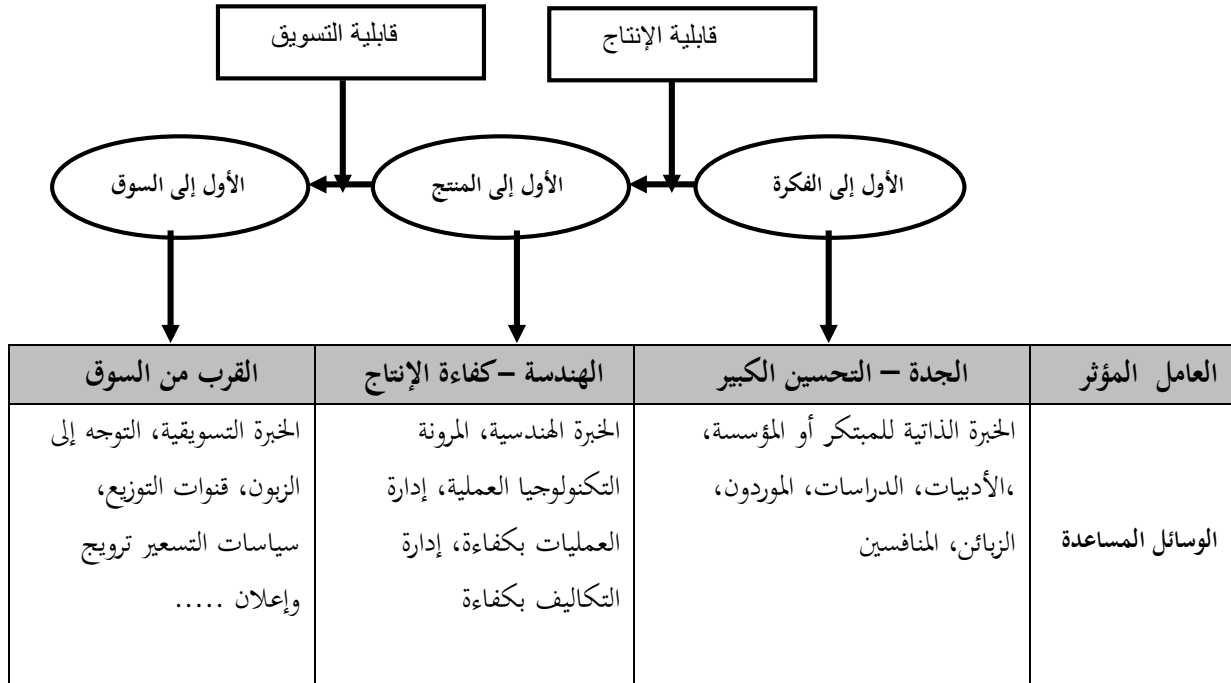 قابلية الإنتاج
قابلية التسويق
الأول إلى الفكرة
الأول إلى المنتج
الأول إلى السوق
العامل المؤثر
الجدة – التحسين الكبير
الهندسة –كفاءة الإنتاج
القرب من السوق
الوسائل المساعدة
الخبرة الذاتية للمبتكر أو المؤسسة،
،الأدبيات، الدراسات، الموردون،
الزبائن، المنافسين
الخبرة الهندسية، المرونة
التكنولوجيا العملية، إدارة
العمليات بكفاءة، إدارة
التكاليف بكفاءة
الخبرة التسويقية، التوجه إلى
الزبون، قنوات التوزيع،
سياسات التسعير ترويج
وإعلان .....